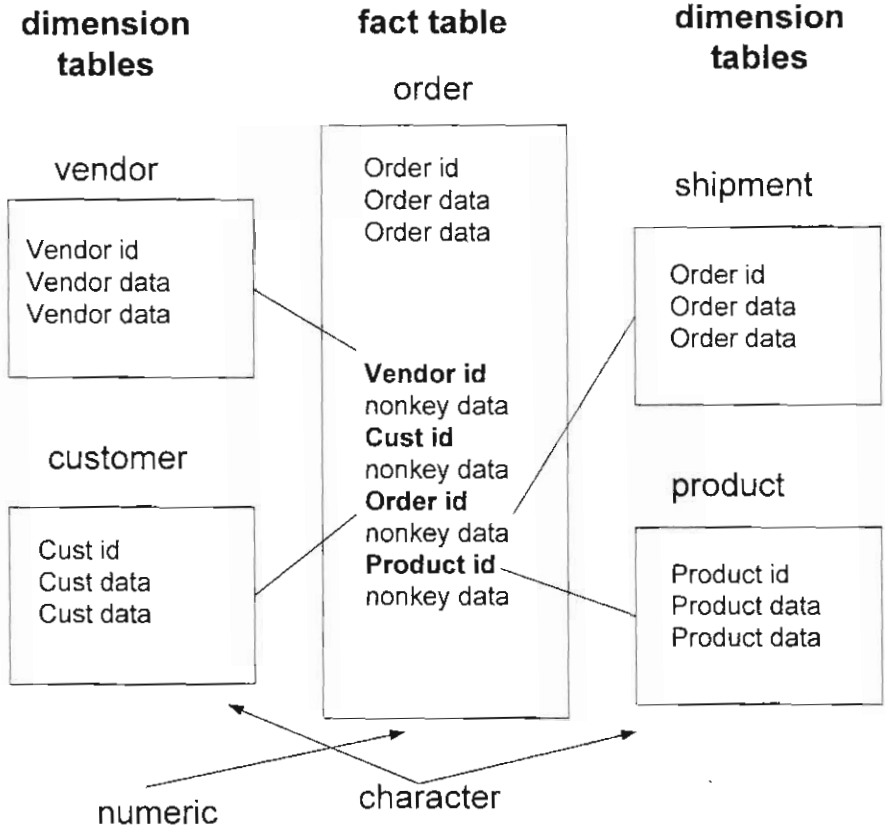 dimension
tables
fact table
dimension
tables
order
vendor
shipment
Vendor id
Vendor data
Vendor data
customer
Cust id
Cust data
Cust data
Order id
Order data
Order data
Vendor id
nonkey data
Cust id
nonkey data
Order id
nonkey data
Product id
nonkey data
Order id
Order data
Order data
product
Product id
Product data
Product data
numeric
character